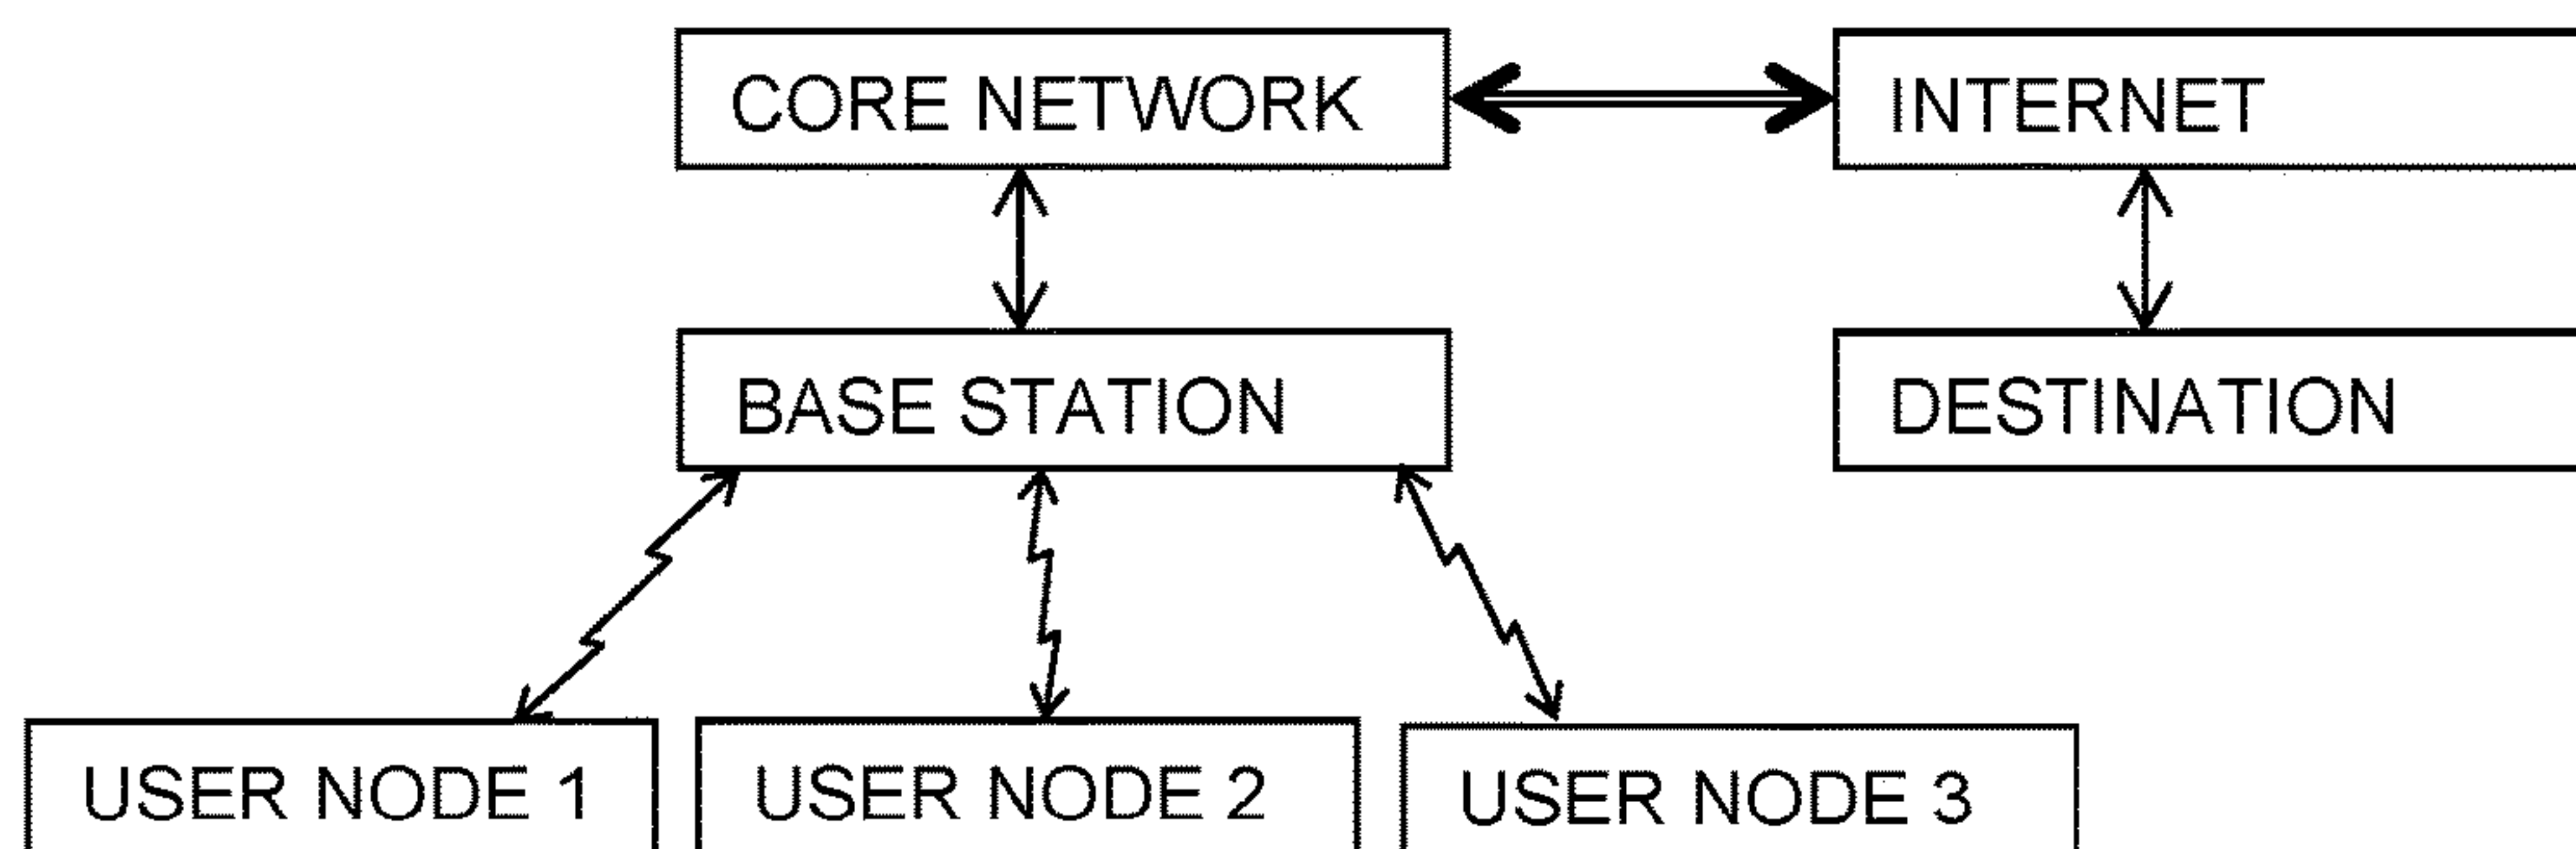 CORE NETWORK
INTERNET
BASE STATION
DESTINATION
USER NODE 1
USER NODE 2
USER NODE 3